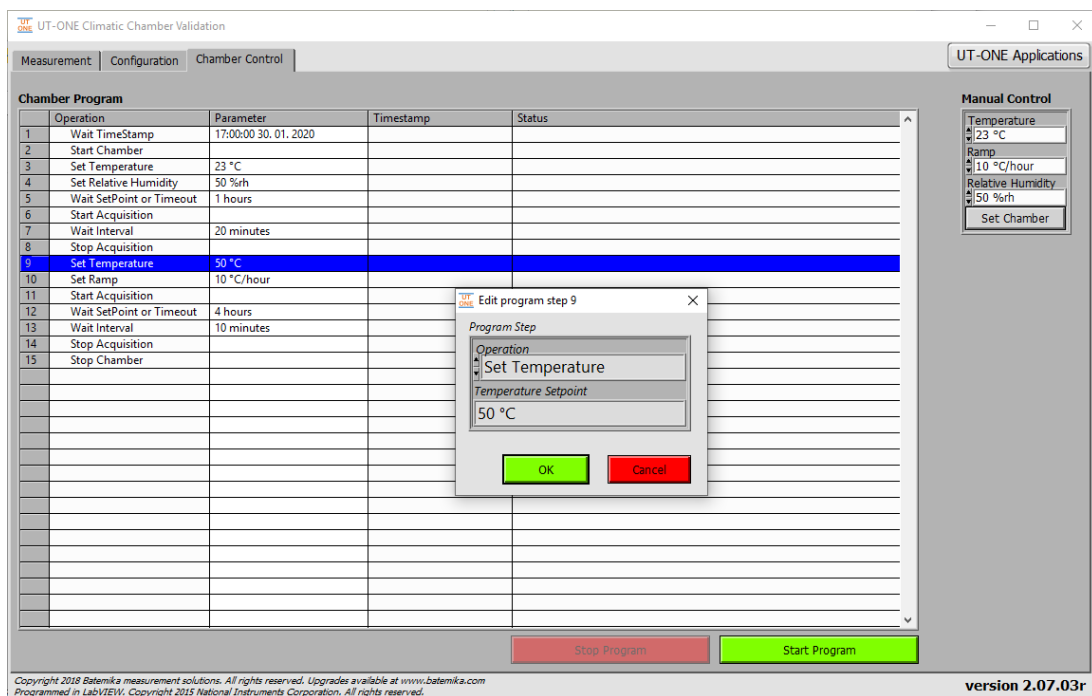 UT ONE UT-ONE Climatic Chamber Validation
Measurement Configuration Chamber Control UT-ONE Applications
Chamber Program
Operation Parameter Timestamp Status
1 Wait TimeStamp 17:00:00 30. 01. 2020
2 Start Chamber
3 Set Temperature 23 °C
4 Set Relative Humidity 50 %rh
5 Wait SetPoint or Timeout 1 hours
6 Start Acquisition
7 Wait Interval 20 minutes
8 Stop Acquisition
9 Set Temperature 50 °C
10 Set Ramp 10 °C/hour
11 Start Acquisition
12 Wait SetPoint or Timeout 4 hours
13 Wait Interval 10 minutes
14 Stop Acquisition
15 Stop Chamber
Manual Control
Temperature
23 °C
Ramp
10 °C/hour
Relative Humidity
50 %rh
Set Chamber
UT ONE Edit program step 9
Program Step
Operation
Set Temperature
Temperature Setpoint
50 °C
OK Cancel
Stop Program Start Program
Copyright 2018 Batemika measurement solutions. All rights reserved. Upgrades available at www.batemika.com
Programmed in LabVIEW. Copyright 2015 National Instruments Corporation. All rights reserved.
version 2.07.03r